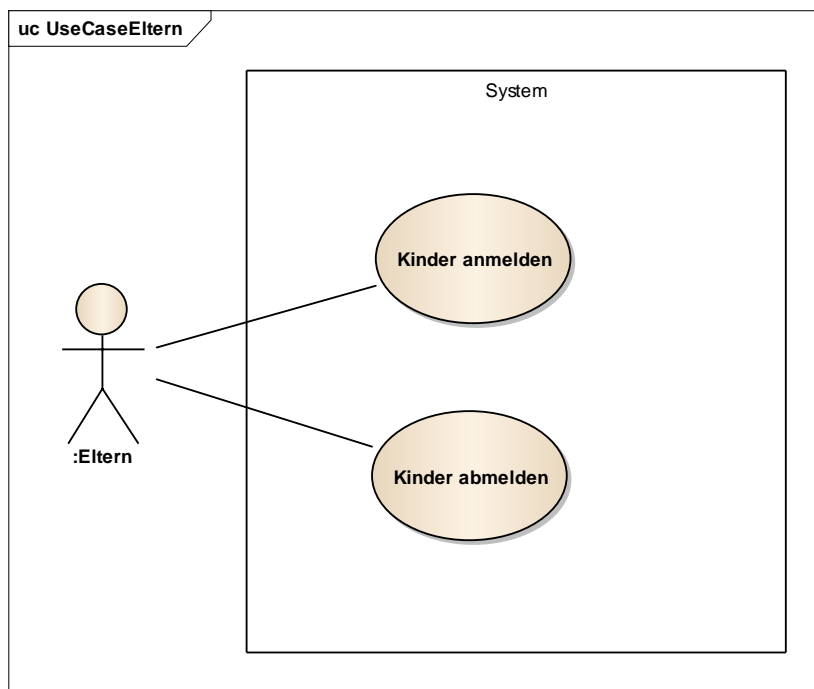 uc UseCaseEltern
System
Kinder anmelden
:Eltern
Kinder abmelden